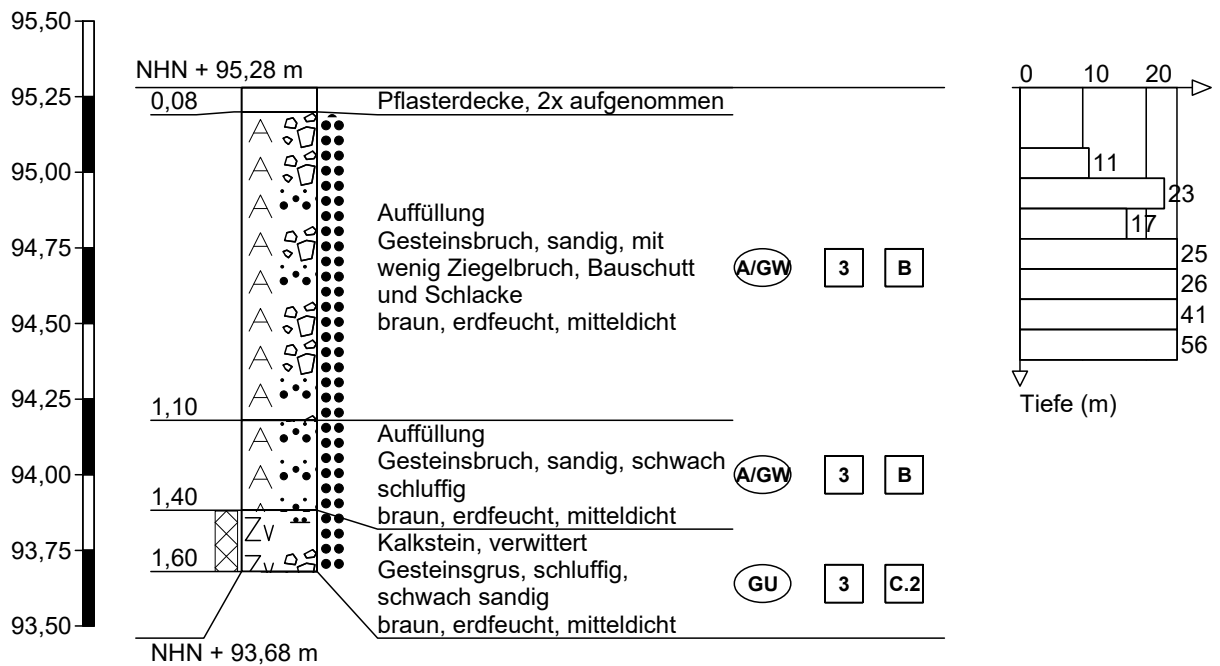 95,50
95,25
95,00
94,75
94,50
94,25
94,00
93,75
93,50
NHN + 95,28 m
0,08
Pflasterdecke, 2x aufgenommen
Auffüllung
Gesteinsbruch, sandig, mit
wenig Ziegelbruch, Bauschutt
und Schlacke
braun, erdfeucht, mitteldicht
A/GW 3 B
1,10
Auffüllung
Gesteinsbruch, sandig, schwach
schluffig
braun, erdfeucht, mitteldicht
A/GW 3 B
1,40
Kalkstein, verwittert
Gesteinsgrus, schluffig,
schwach sandig
braun, erdfeucht, mitteldicht
GU 3 C.2
1,60
NHN + 93,68 m
A
A
A
A
A
A
A
A
A
A
Zv
Zv
0 10 20
11
23
17
25
26
41
56
Tiefe (m)